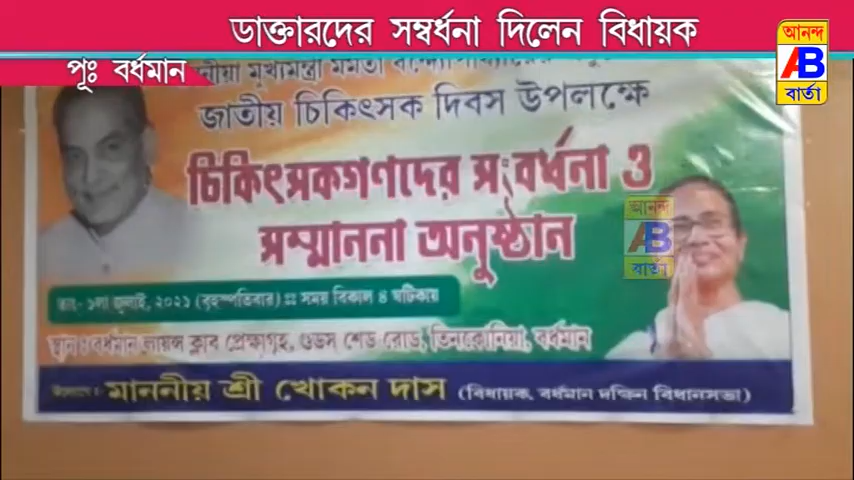 ডাক্তারদের সম্বর্ধনা দিলেন বিধায়ক
পূঃ বর্ধমান
আনন্দ
AB
বার্তা
মুখ্যমন্ত্রী মমতা
জাতীয় চিকিৎসক দিবস উপলক্ষে
চিকিৎসকগণদের সংবর্ধনা ও
সম্মাননা অনুষ্ঠান
আনন্দ
AB
বার্তা
তাং- ১লা জুলাই, ২০২১ (বৃহস্পতিবার) ঃঃ সময় বিকাল ৪ ঘটিকায়
বর্ধমান লায়ন্স ক্লাব প্রেক্ষাগৃহ, গুডস শেড রোড, তিনকোনিয়া, বর্ধমান
মাননীয় শ্রী খোকন দাস (বিধায়ক, বর্ধমান দক্ষিন বিধানসভা)